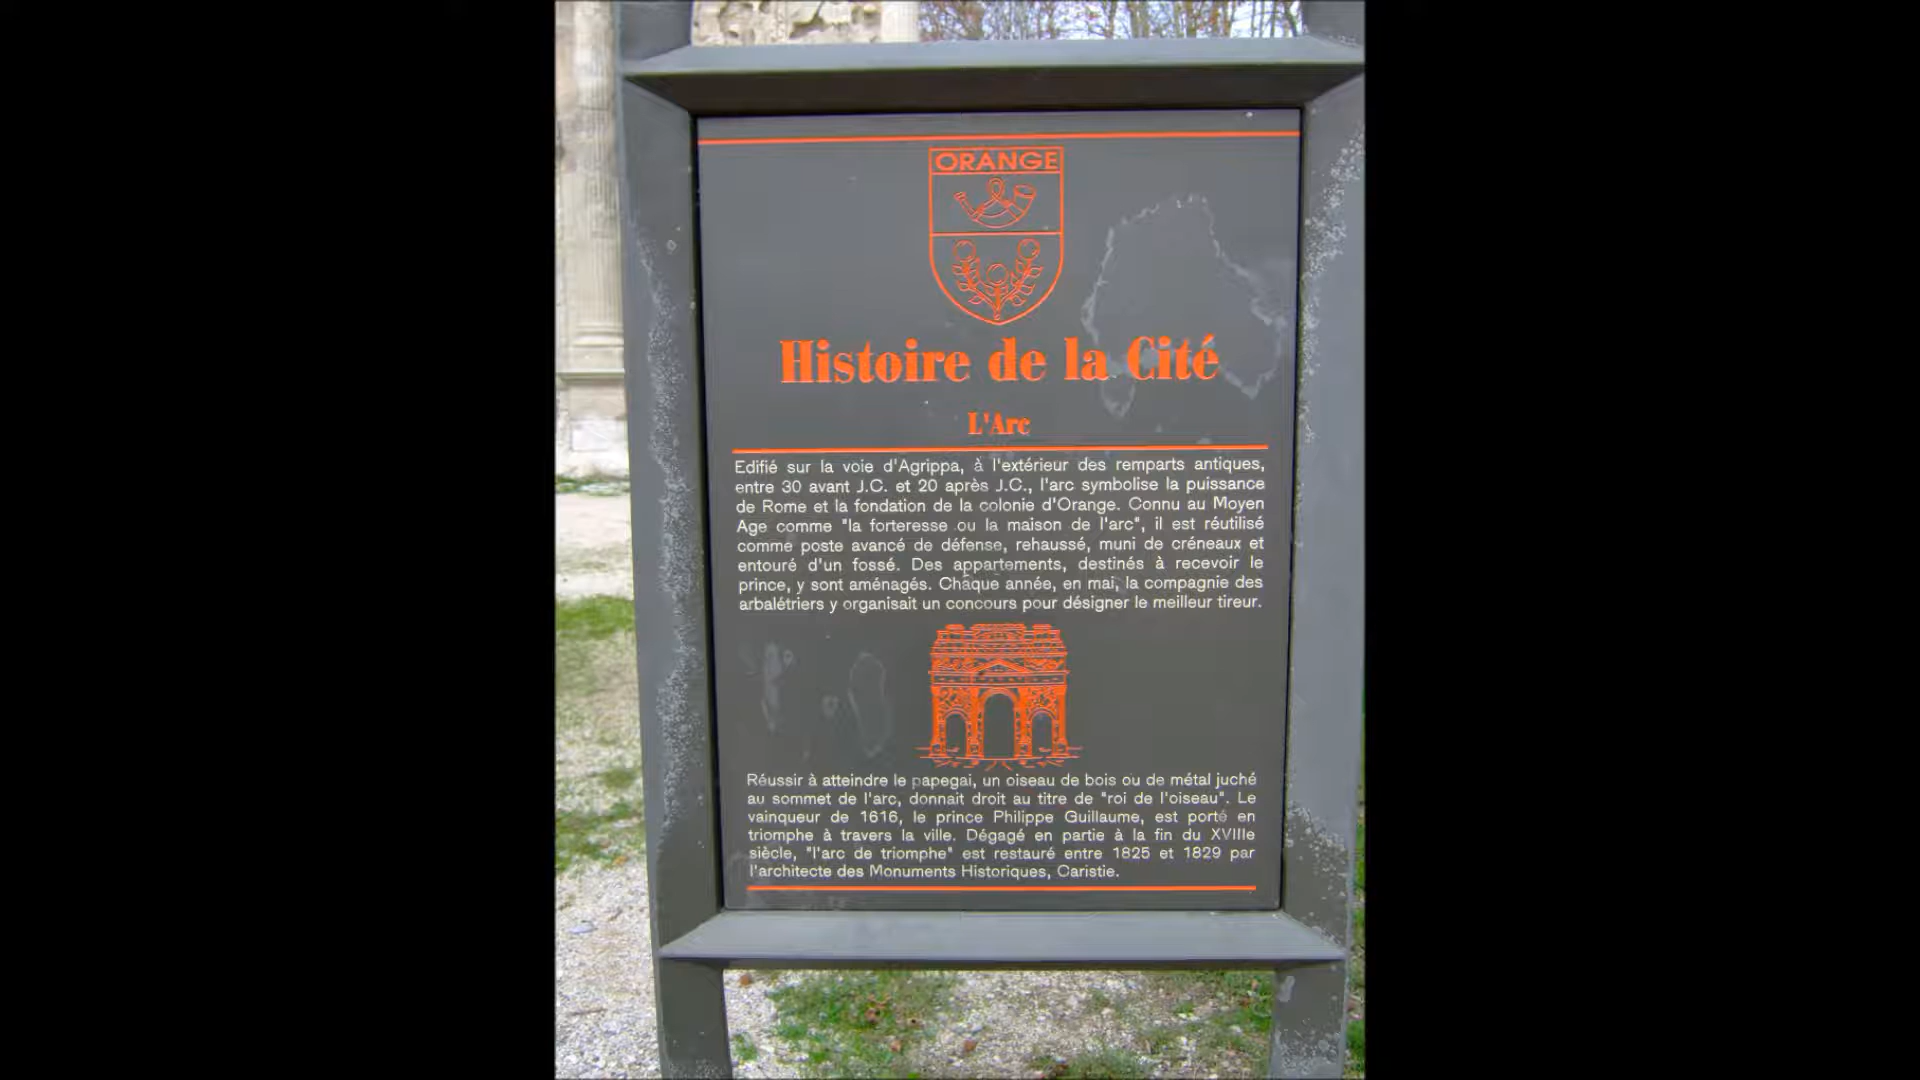 ORANGE
Histoire de la Cité
L'Arc
Edifié sur la voie d'Agrippa, à l'extérieur des remparts antiques,
entre 30 avant J.C. et 20 après J.C., l'arc symbolise la puissance
de Rome et la fondation de la colonie d'Orange. Connu au Moyen
Age comme "la forteresse ou la maison de l'arc", il est réutilisé
comme poste avancé de défense, rehaussé, muni de créneaux et
entouré d'un fossé. Des appartements, destinés à recevoir le
prince, y sont aménagés. Chaque année, en mai, la compagnie des
arbalétriers y organisait un concours pour désigner le meilleur tireur.
Réussir à atteindre le papegai, un oiseau de bois ou de métal juché
au sommet de l'arc, donnait droit au titre de "roi de l'oiseau". Le
vainqueur de 1616, le prince Philippe Guillaume, est porté en
triomphe à travers la ville. Dégagé en partie à la fin du XVIIIe
siècle, "l'arc de triomphe" est restauré entre 1825 et 1829 par
l'architecte des Monuments Historiques, Caristie.